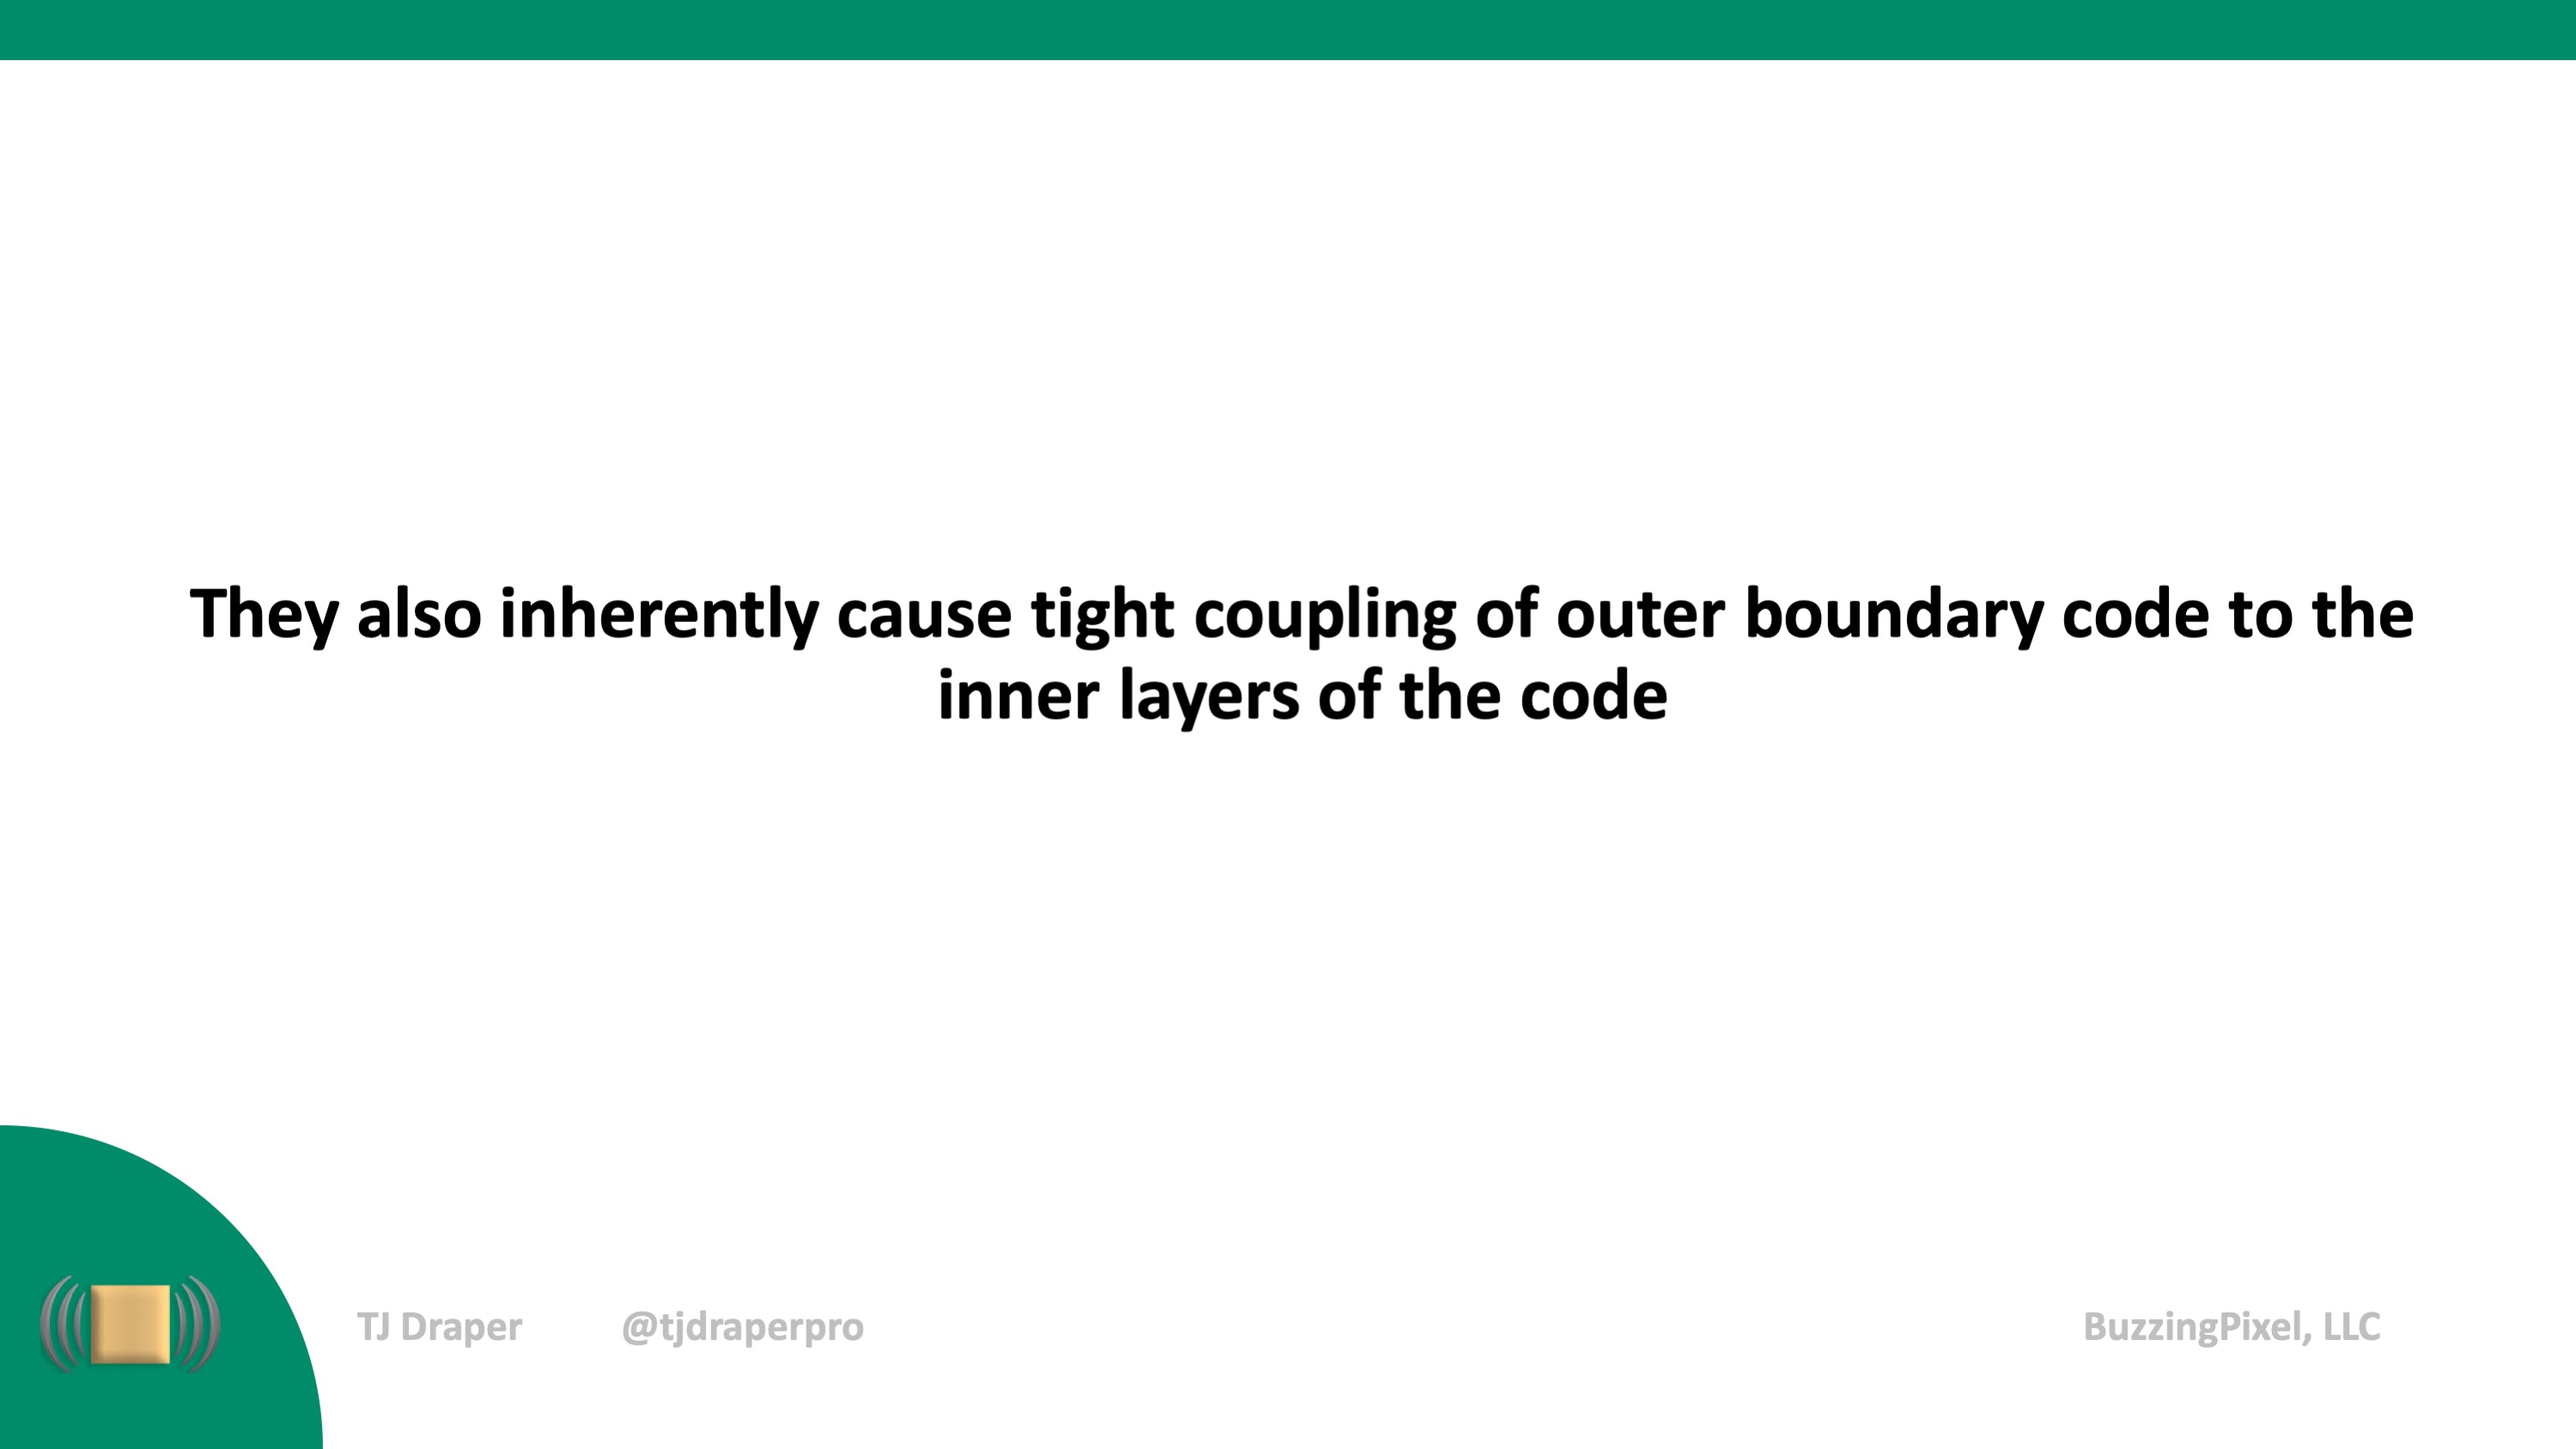 They also inherently cause tight coupling of outer boundary code to the
inner layers of the code
TJ Draper @tjdraperpro BuzzingPixel, LLC